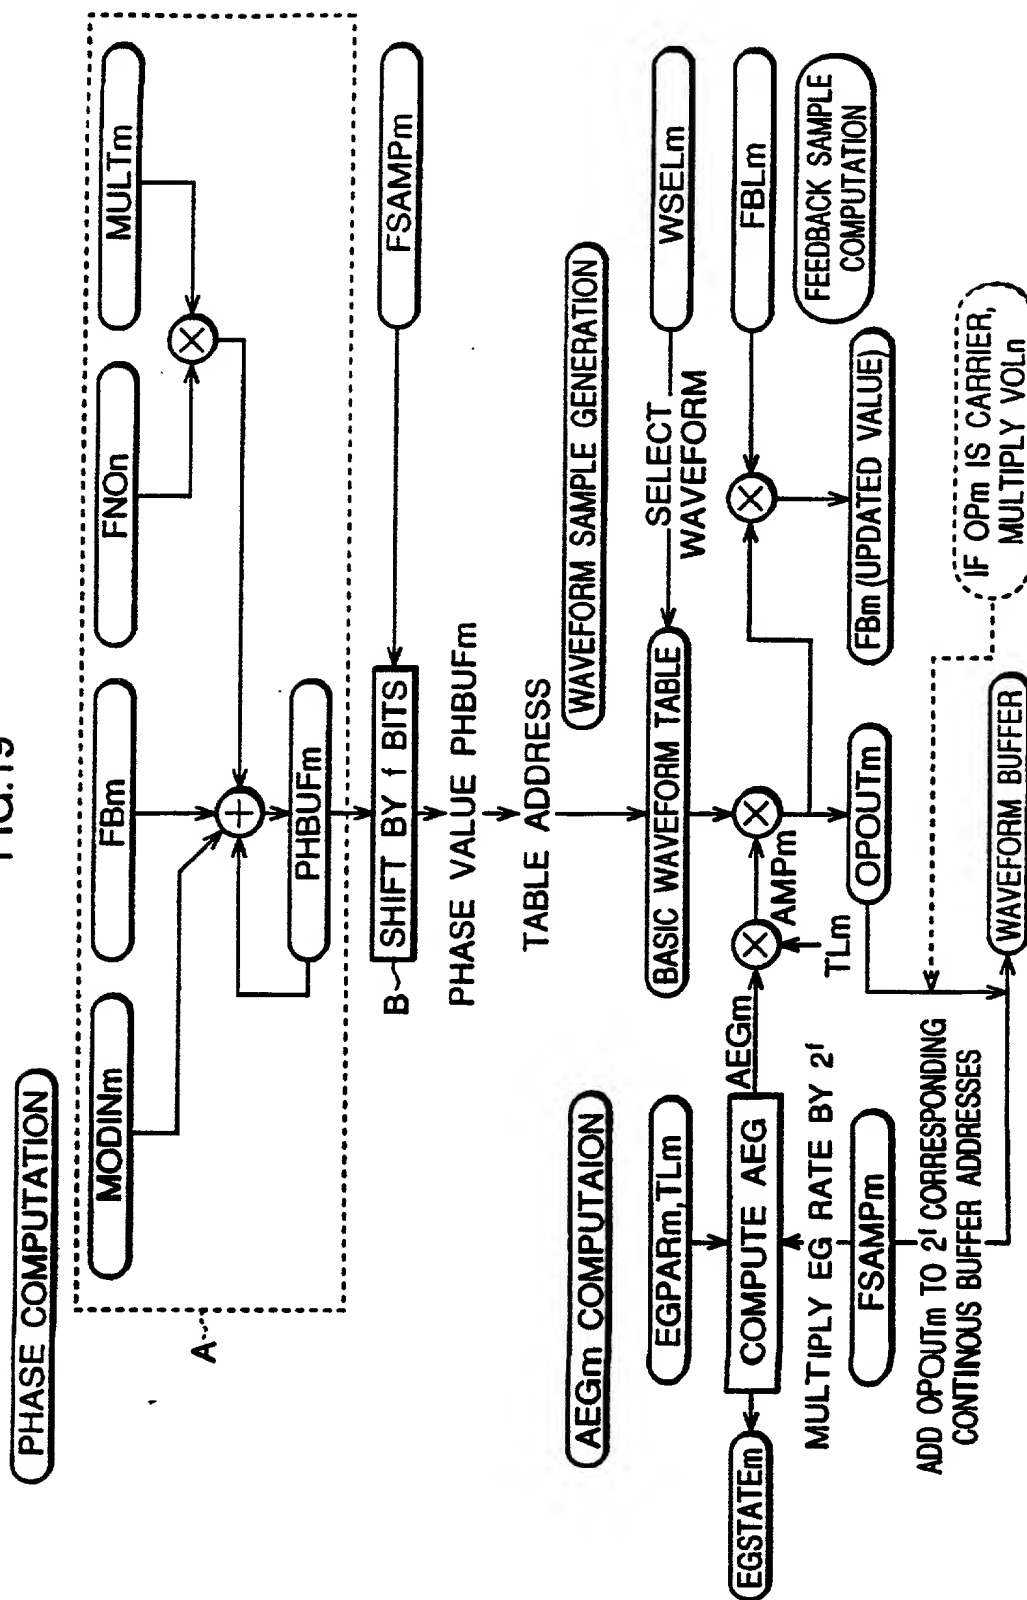 FIG.19
PHASE COMPUTATION
MODINm
FBm
FNOn
MULTm
A
PHBUFm
B
SHIFT BY f BITS
FSAMPm
PHASE VALUE PHBUFm
TABLE ADDRESS
WAVEFORM SAMPLE GENERATION
AEGm COMPUTAION
EGPARm,TLm
BASIC WAVEFORM TABLE
SELECT
WAVEFORM
WSELm
EGSTATEm
COMPUTE AEG
AEGm
AMPm
TLm
FBLm
MULTIPLY EG RATE BY 2f
FEEDBACK SAMPLE
COMPUTATION
FSAMPm
OPOUTm
FBm (UPDATED VALUE)
ADD OPOUTm TO 2f CORRESPONDING
CONTINOUS BUFFER ADDRESSES
IF OPm IS CARRIER,
MULTIPLY VOLn
WAVEFORM BUFFER